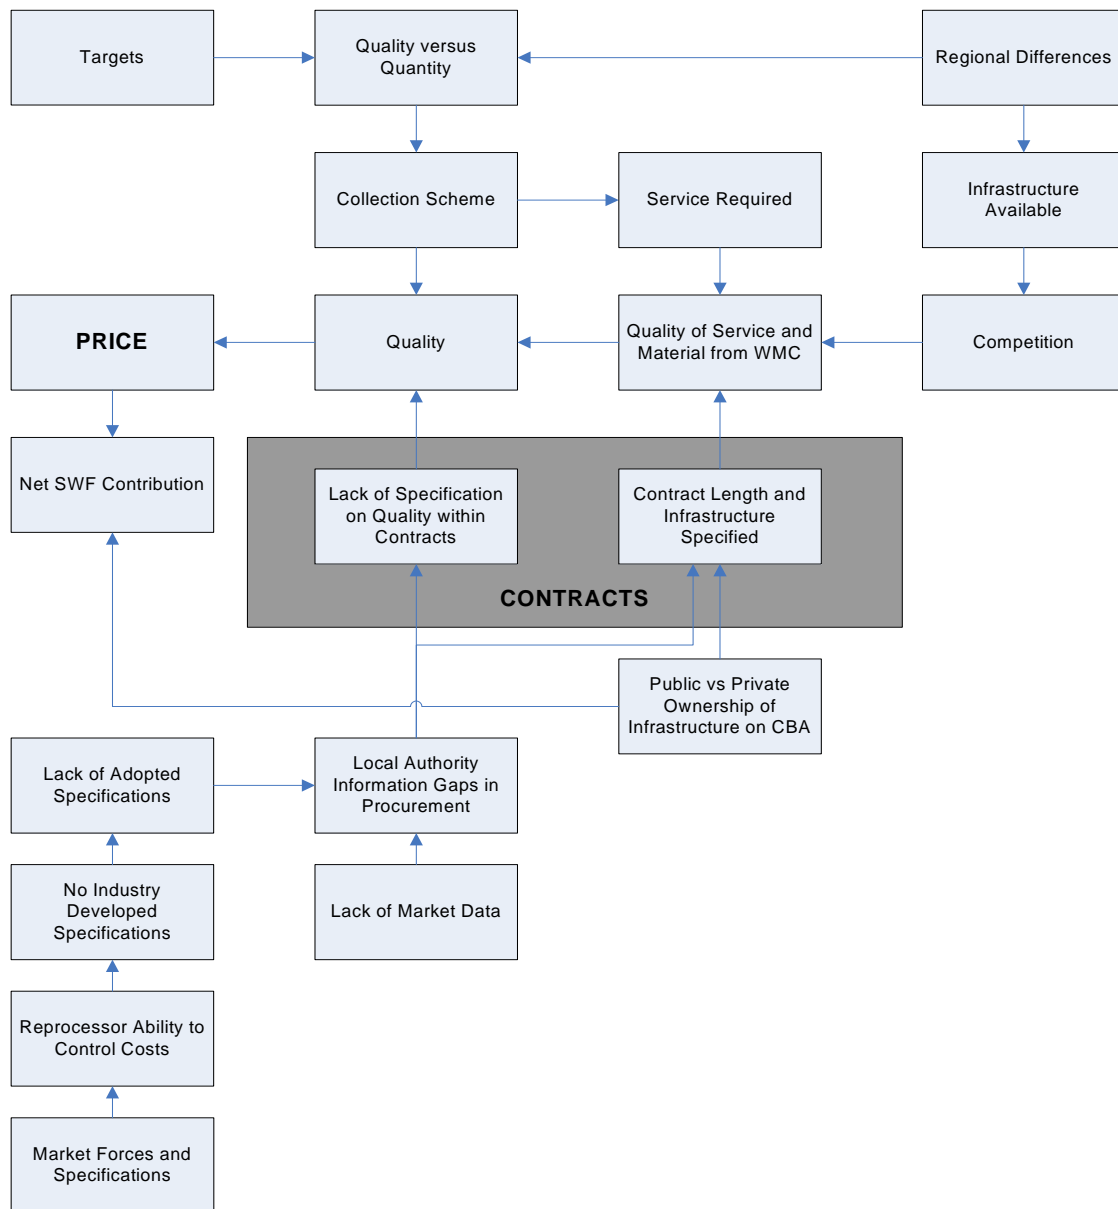 Targets
Quality versus
Quantity
Regional Differences
Collection Scheme
Service Required
Infrastructure
Available
PRICE
Quality
Quality of Service and
Material from WMC
Competition
Net SWF Contribution
Lack of Specification
on Quality within
Contracts
Contract Length and
Infrastructure
Specified
CONTRACTS
Public vs Private
Ownership of
Infrastructure on CBA
Lack of Adopted
Specifications
Local Authority
Information Gaps in
Procurement
No Industry
Developed
Specifications
Lack of Market Data
Reprocessor Ability to
Control Costs
Market Forces and
Specifications